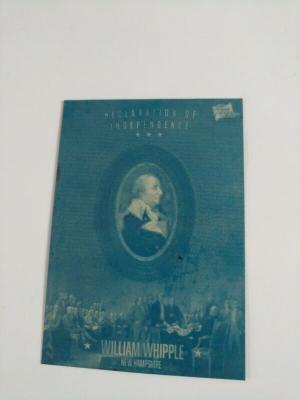 DECLARATION OF
INDEPENDENCE
WILLIAM WHIPPLE
NEW HAMPSHIRE